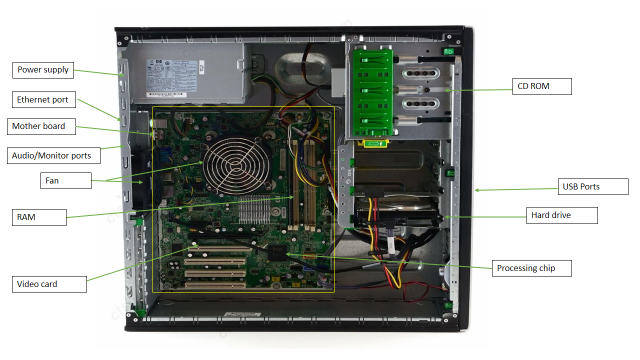 Power supply
Ethernet port
Mother board
Audio/Monitor ports
Fan
RAM
Video card
CD ROM
USB Ports
Hard drive
Processing chip